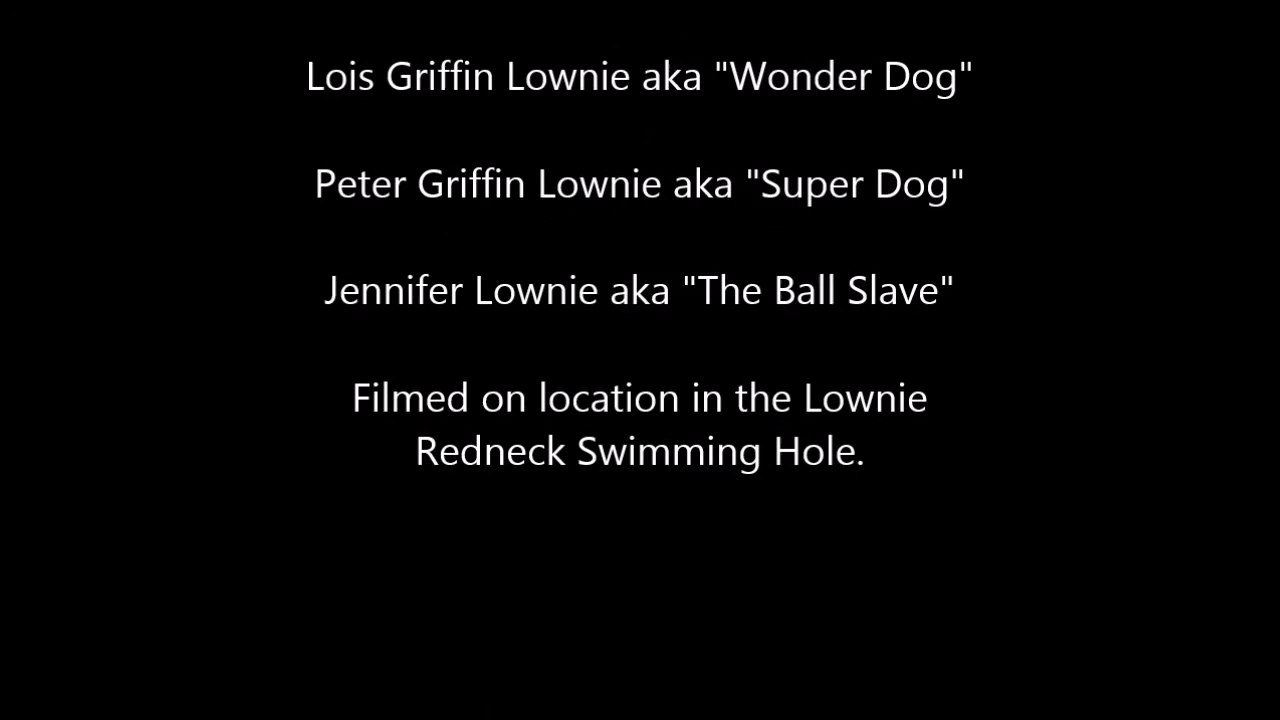 Lois Griffin Lownie aka "Wonder Dog"
Peter Griffin Lownie aka "Super Dog"
Jennifer Lownie aka "The Ball Slave"
Filmed on location in the Lownie
Redneck Swimming Hole.